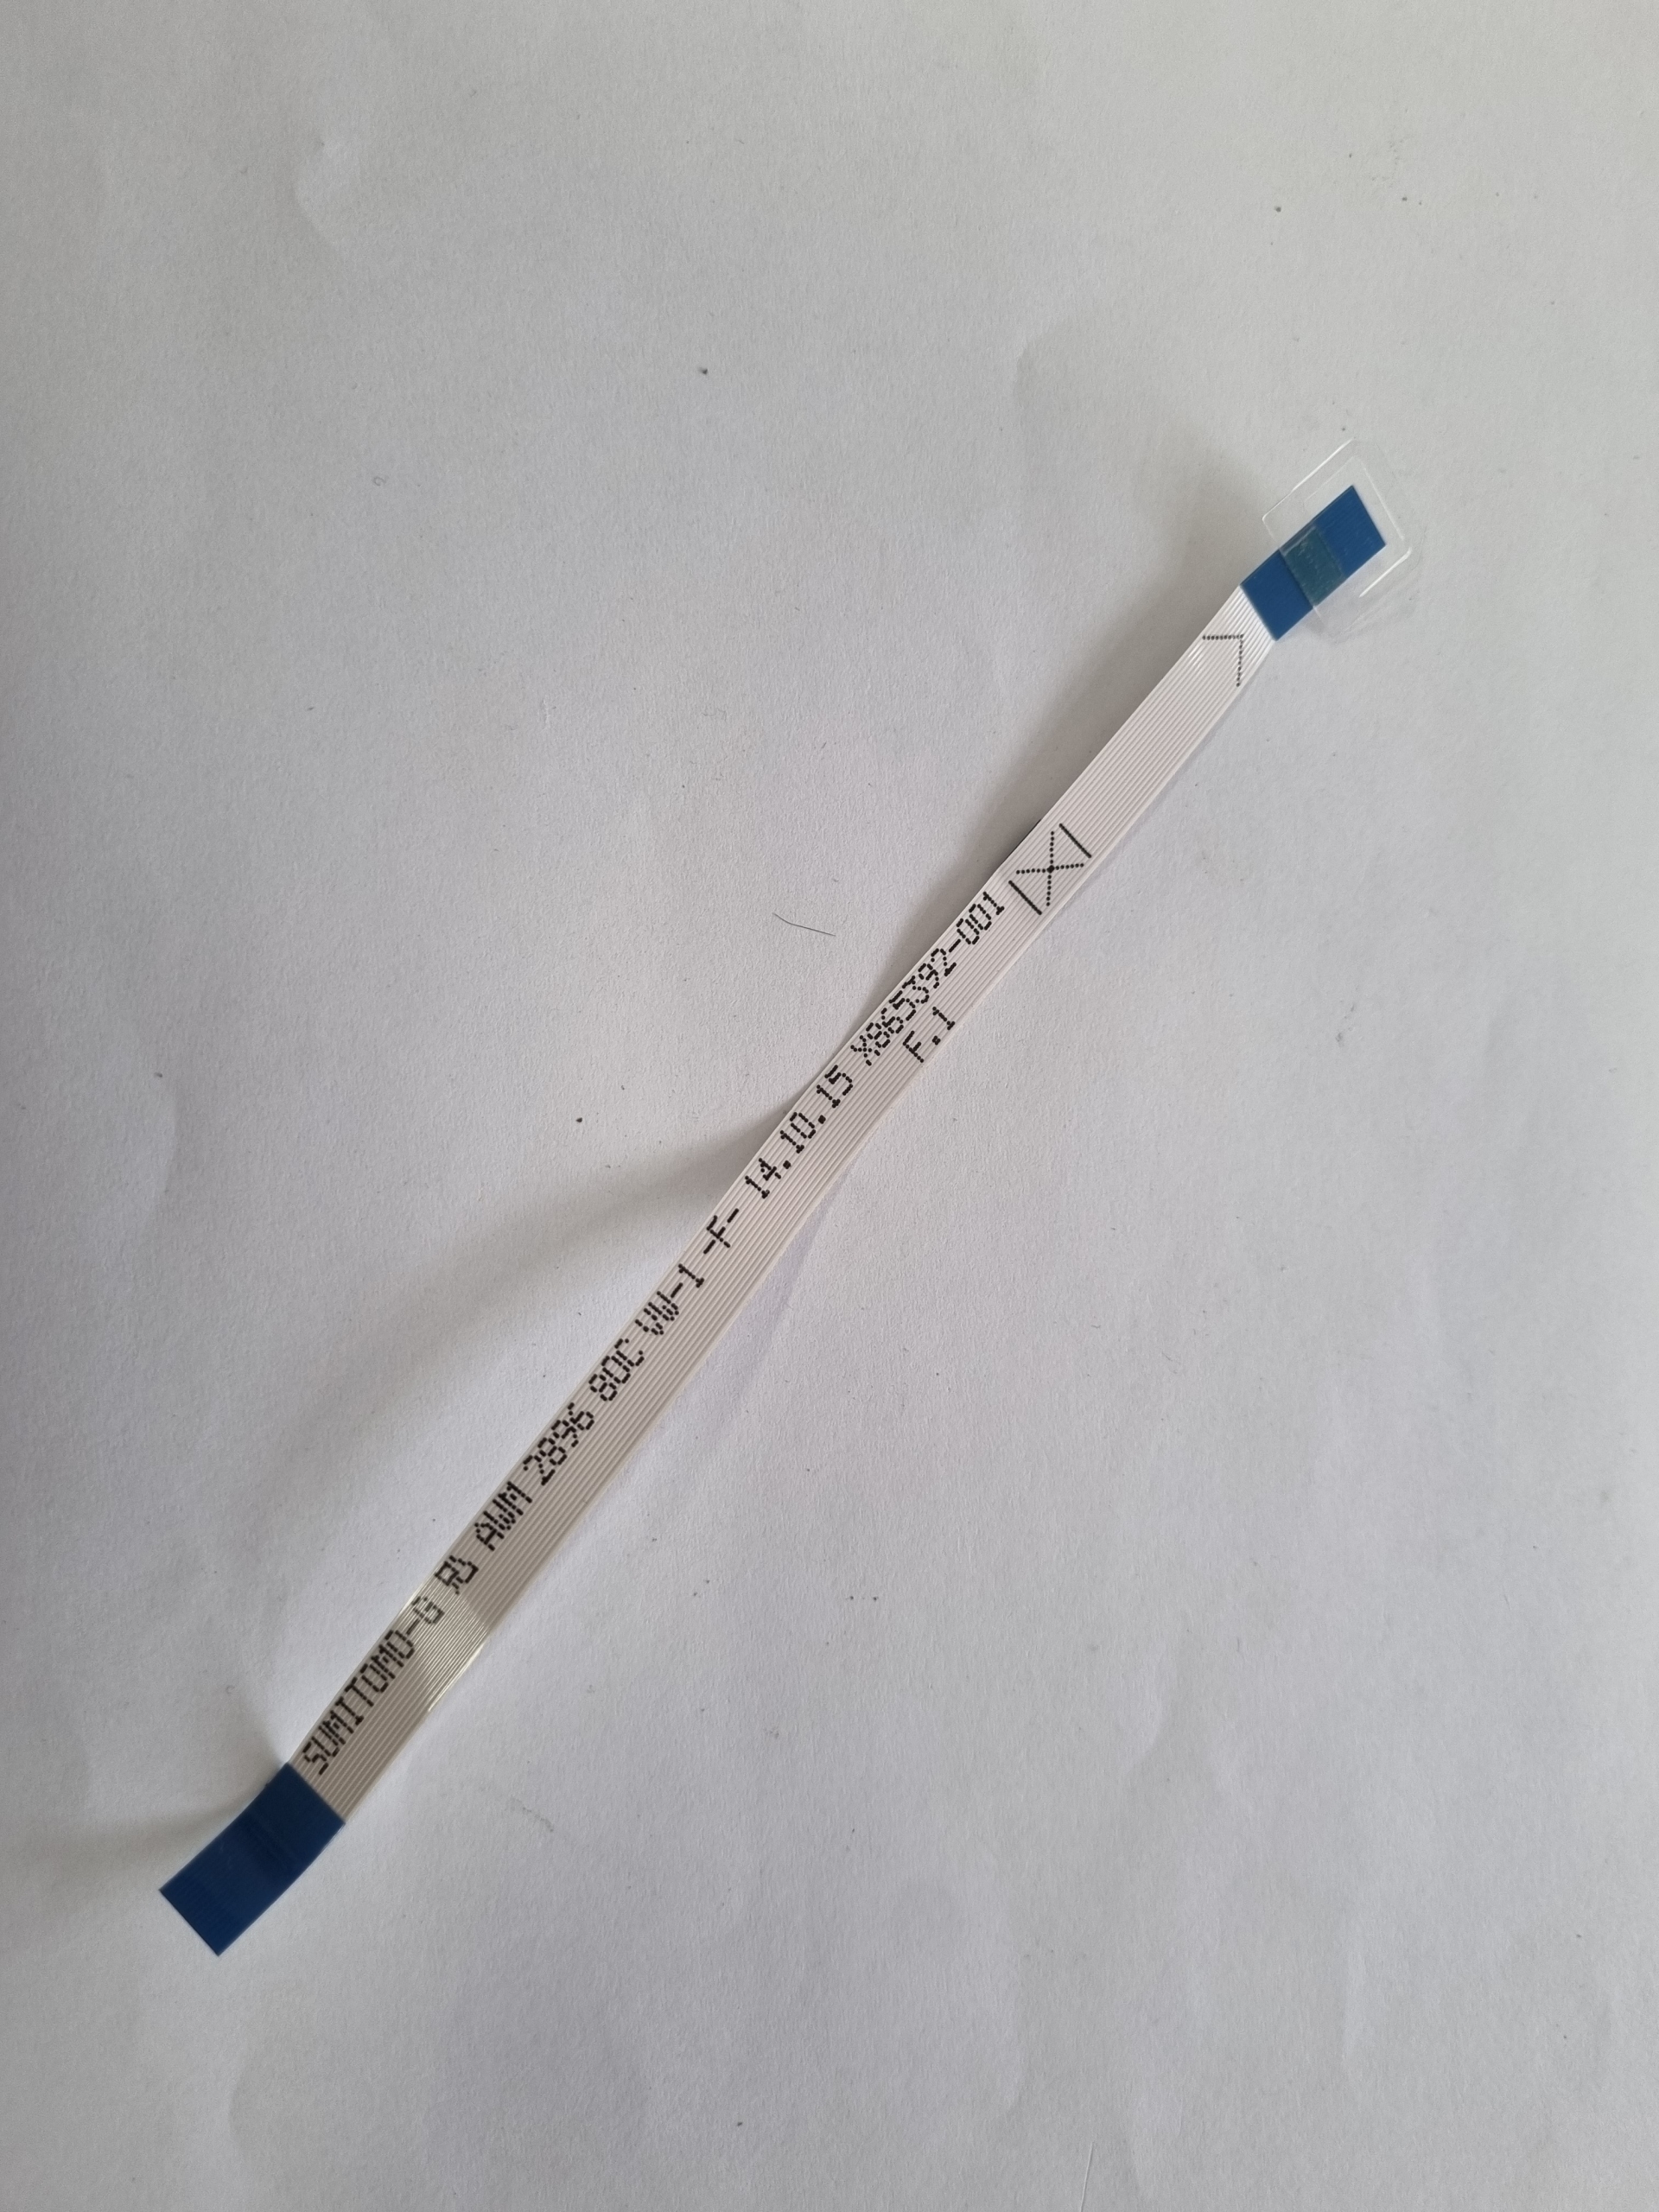 SUMITOMO-G AWM 2896 80C VW-1 -F- 14.10.15 X865392-001
F.1